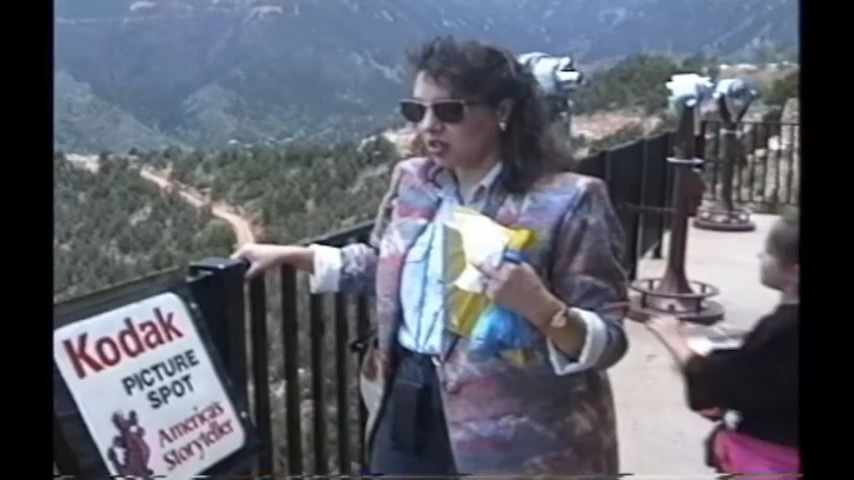 Kodak
PICTURE
SPOT
America's
Storyteller